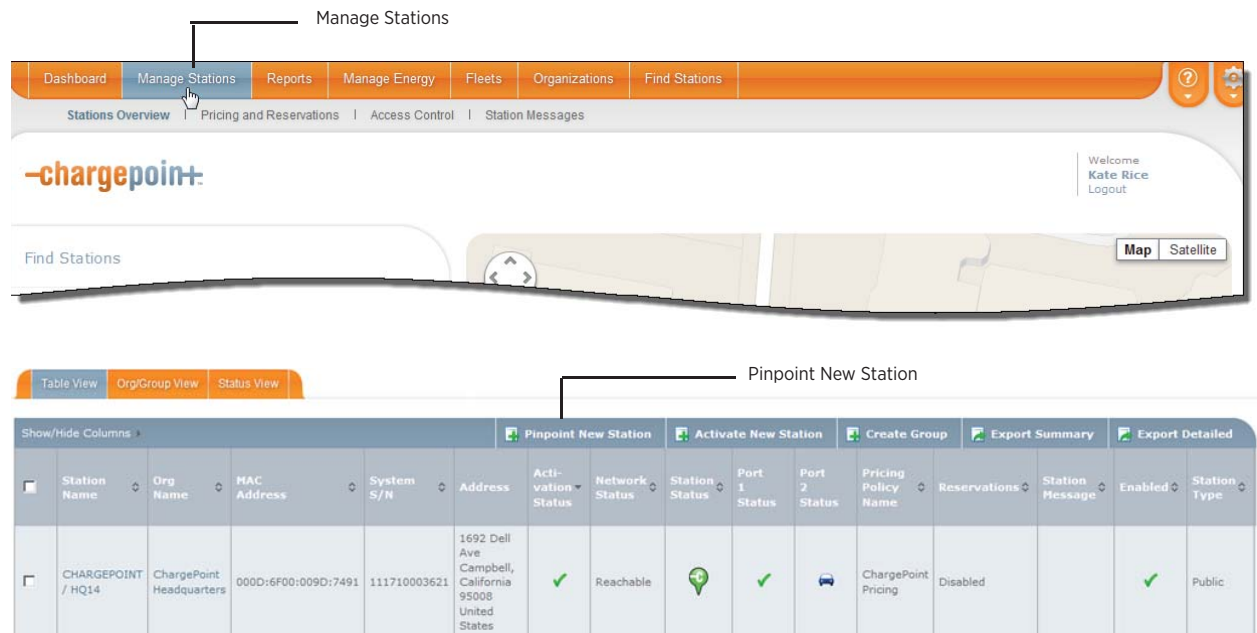 Manage Stations
Dashboard Manage Stations Reports Manage Energy Fleets Organizations Find Stations ?
Stations Overview | Pricing and Reservations | Access Control | Station Messages
chargepoint
Welcome
Kate Rice
Logout
Find Stations
Map Satellite
Pinpoint New Station
Table View Org/Group View Status View
Show/Hide Columns Pinpoint New Station Activate New Station Create Group Export Summary Export Detailed
Station Name
Org Name
MAC Address
System S/N
Address
Acti-
vation
Status
Network Status
Station Status
Port 1 Status
Port 2 Status
Pricing Policy Name
Reservations
Station Message
Enabled
Station Type
CHARGEPOINT
/ HQ14
ChargePoint
Headquarters
000D:6F00:009D:7491
111710003621
1692 Dell
Ave
Campbell,
California
95008
United
States
Reachable
ChargePoint
Pricing
Disabled
Public